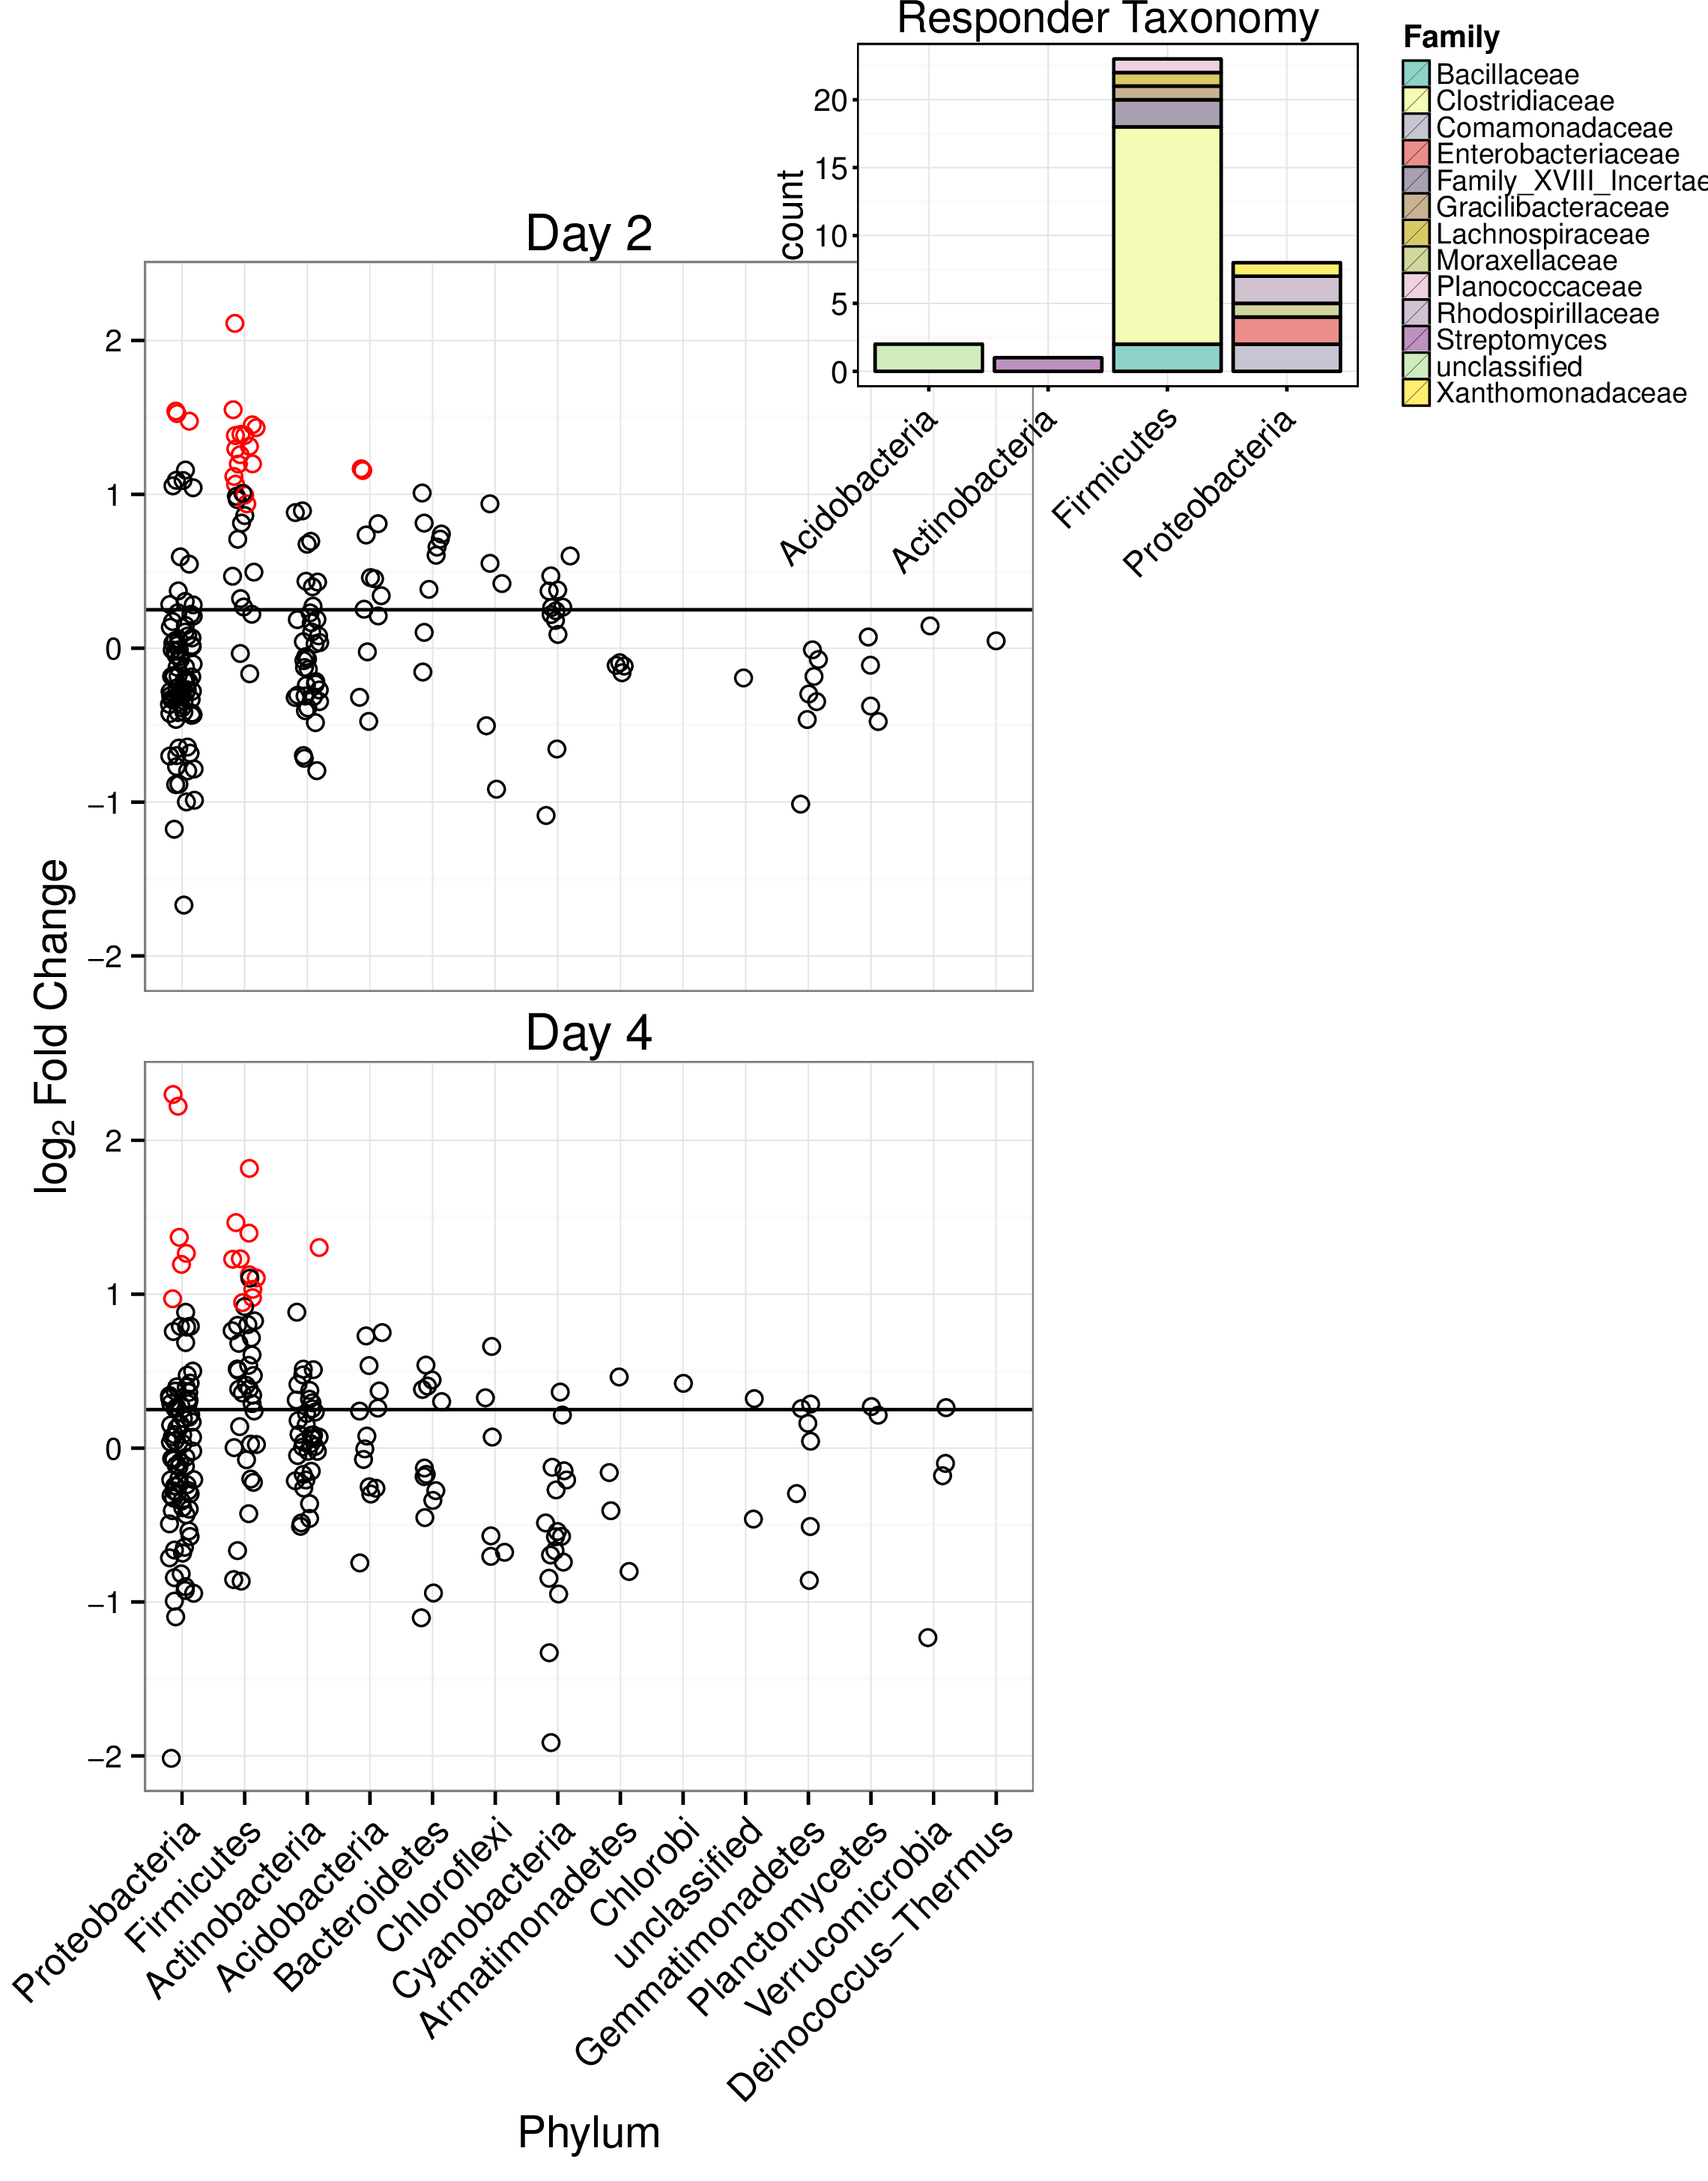 Responder Taxonomy
count
20
15
10
5
0
Acidobacteria
Actinobacteria
Firmicutes
Proteobacteria
Family
Bacillaceae
Clostridiaceae
Comamonadaceae
Enterobacteriaceae
Family_XVIII_Incertae
Gracilibacteraceae
Lachnospiraceae
Moraxellaceae
Planococcaceae
Rhodospirillaceae
Streptomyces
unclassified
Xanthomonadaceae
Day 2
2
1
0
−1
−2
log2 Fold Change
Day 4
2
1
0
−1
−2
Proteobacteria
Firmicutes
Actinobacteria
Acidobacteria
Bacteroidetes
Chloroflexi
Cyanobacteria
Armatimonadetes
Chlorobi
unclassified
Gemmatimonadetes
Planctomycetes
Verrucomicrobia
Deinococcus−Thermus
Phylum